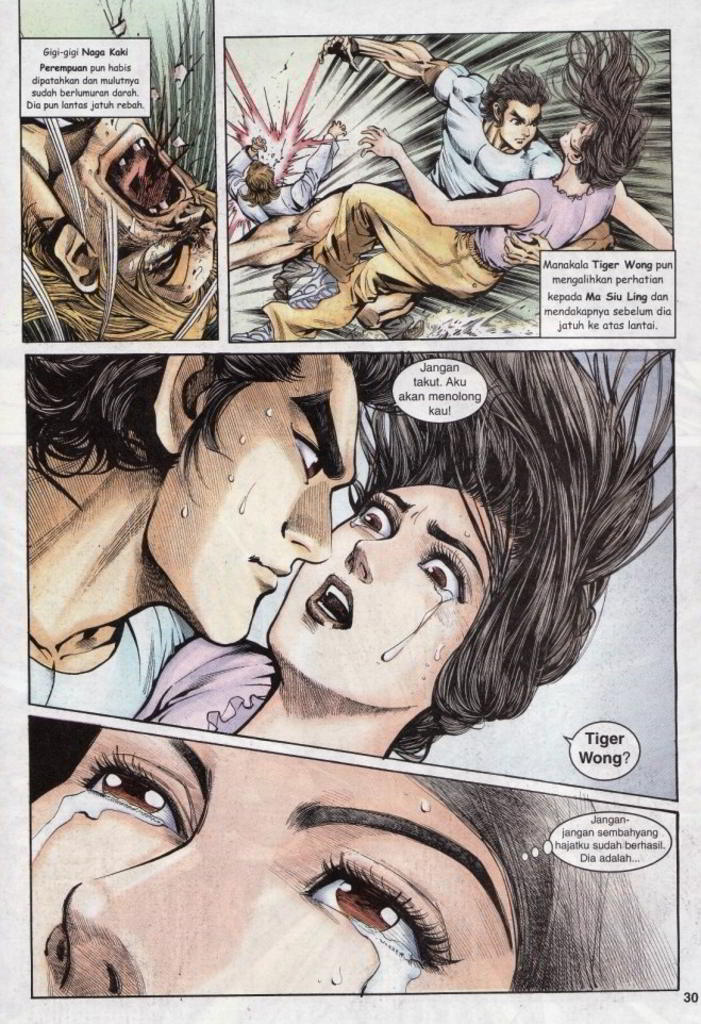 Gigi-gigi Naga Kaki
Perempuan pun habis
dipatahkan dan mulutnya
sudah berlumuran darah.
Dia pun lantas jatuh rebah.
Manakala Tiger Wong pun
mengalihkan perhatian
kepada Ma Siu Ling dan
mendakapnya sebelum dia
jatuh ke atas lantai.
Jangan
takut. Aku
akan menolong
kau!
Tiger
Wong?
Jangan-
jangan sembahyang
hajatku sudah berhasil.
Dia adalah...
30